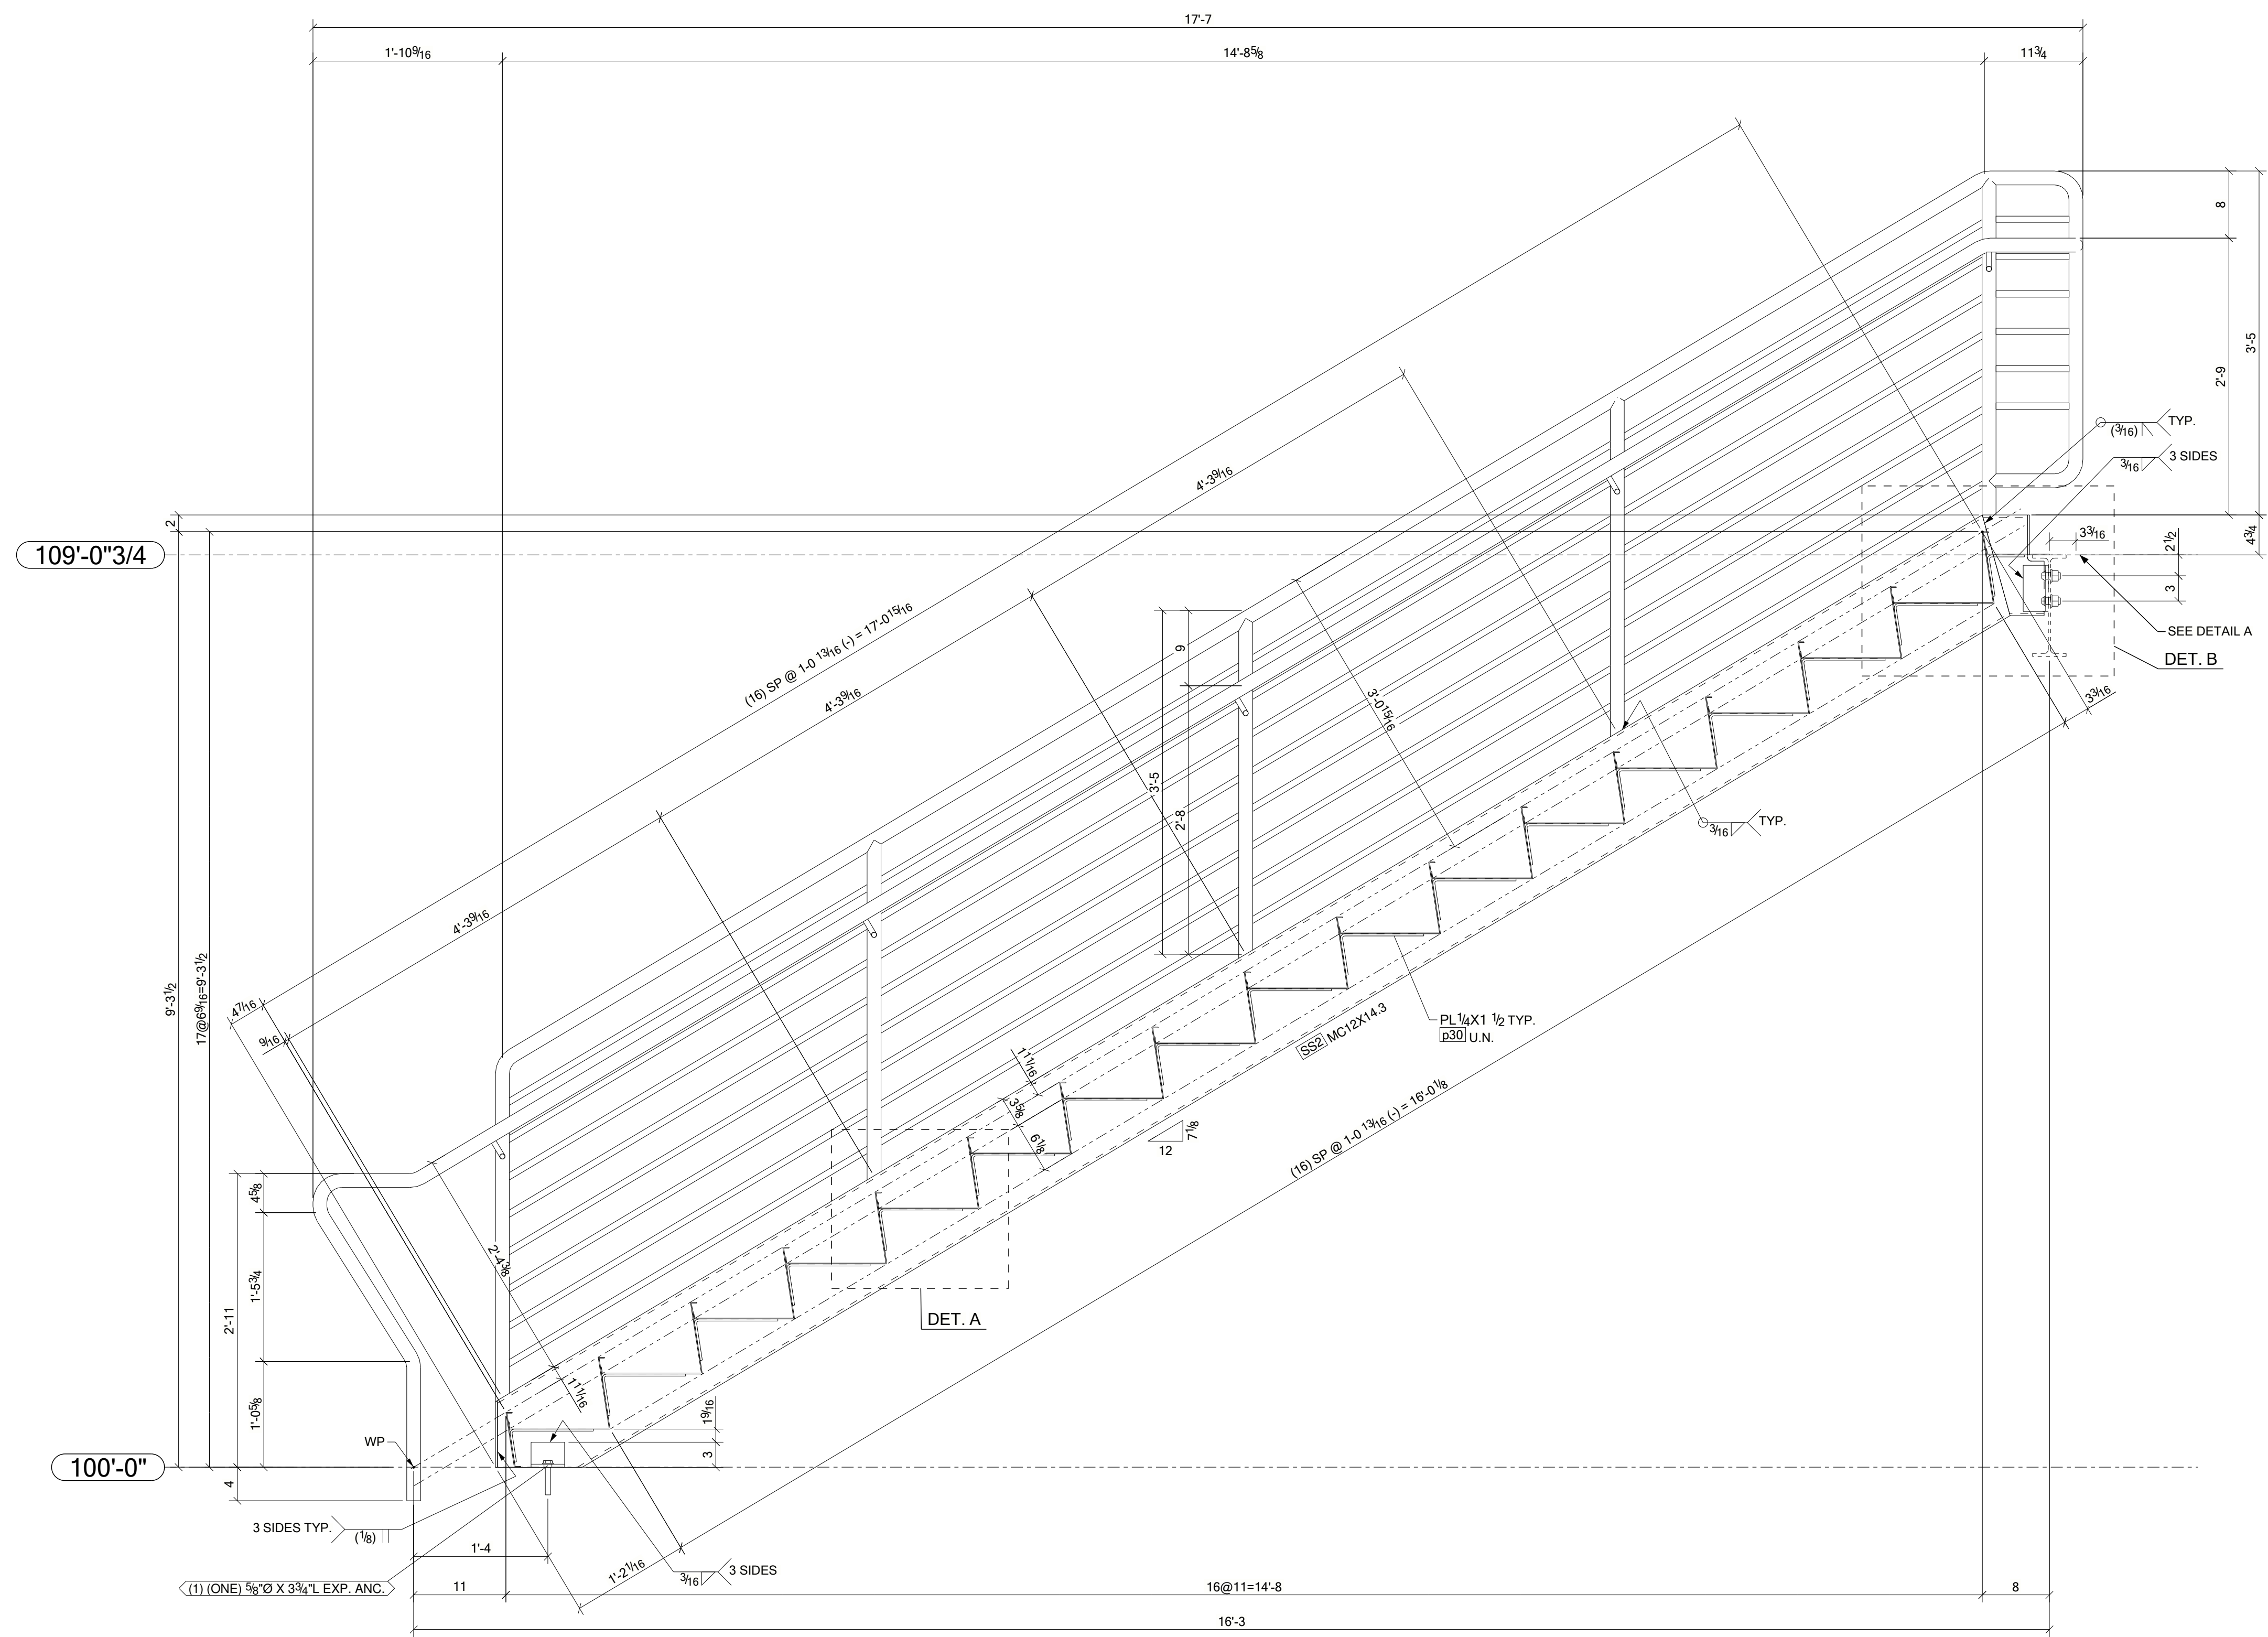 17'-7
1'-10 9/16
14'-8 5/8
11 3/4
8
3'-5
2'-9
4'-3 9/16
(3/16) TYP.
3/16 3 SIDES
2
109'-0"3/4
3 3/16
2 1/2
4 3/4
3
SEE DETAIL A
DET. B
3 3/16
(16) SP @ 1-0 13/16 (-) = 17'-0 15/16
4'-3 9/16
9
3'-0 15/16
3'-5
2'-8
3/16 TYP.
4'-3 9/16
9'-3 1/2
17@6 9/16=9'-3 1/2
4 7/16
9/16
PL 1/4X1 1/2 TYP.
p30 U.N.
SS2 MC12X14.3
1 11/16
3 5/8
6 1/8
7 1/8
12
(16) SP @ 1-0 13/16 (-) = 16'-0 1/8
4 5/8
1'-5 3/4
2'-11
2'-4 3/8
DET. A
1 11/16
1'-0 5/8
1 9/16
3
WP
100'-0"
4
3 SIDES TYP.
(1/8)
1'-4
1'-2 1/16
3/16 3 SIDES
(1) (ONE) 5/8"Ø X 3 3/4"L EXP. ANC.
11
16@11=14'-8
8
16'-3